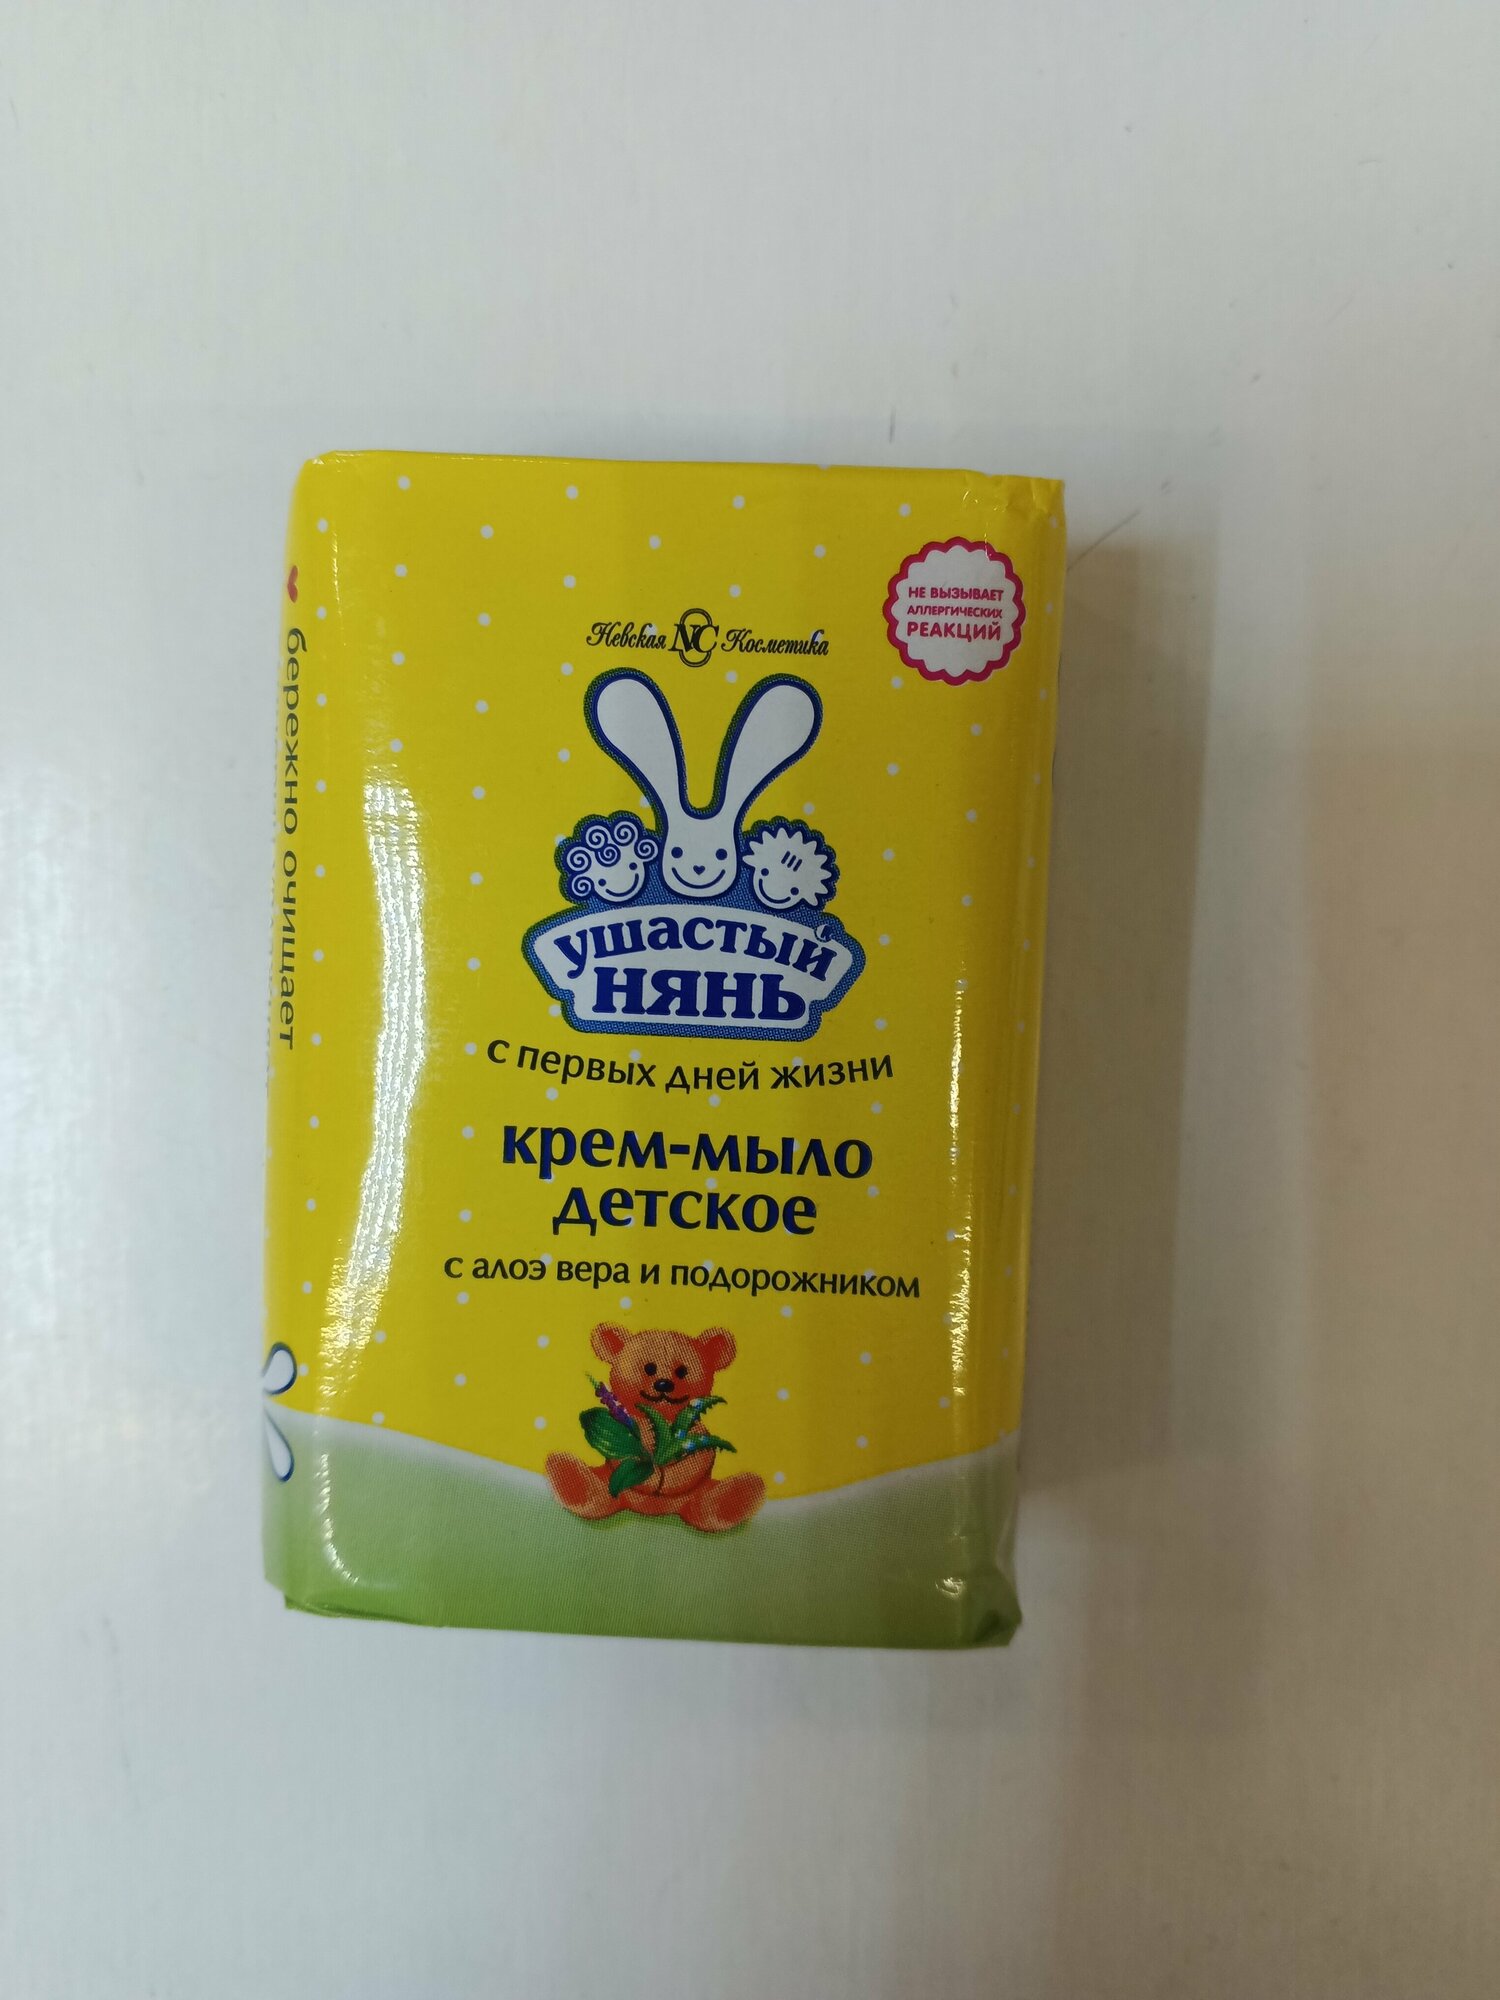 НЕ ВЫЗЫВАЕТ
АЛЛЕРГИЧЕСКИХ
РЕАКЦИЙ
Невская NC Косметика
ушастый
нянь
с первых дней жизни
крем-мыло
детское
с алоэ вера и подорожником
бережно очищает